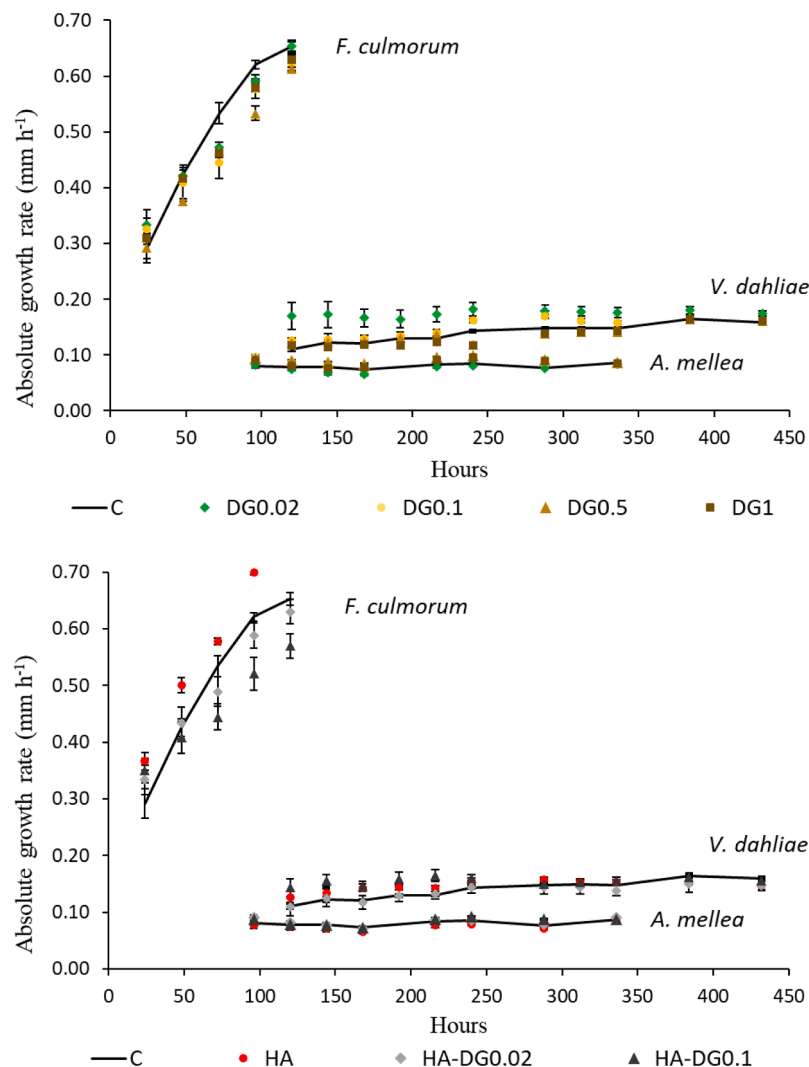 0.70
F. culmorum
0.60
0.50
0.40
0.30
V. dahliae
0.20
0.10
A. mellea
0.00
Absolute growth rate (mm h⁻¹)
0 50 100 150 200 250 300 350 400 450
Hours
C DG0.02 DG0.1 DG0.5 DG1
0.70
F. culmorum
0.60
0.50
0.40
0.30
V. dahliae
0.20
0.10
A. mellea
0.00
Absolute growth rate (mm h⁻¹)
0 50 100 150 200 250 300 350 400 450
Hours
C HA HA-DG0.02 HA-DG0.1